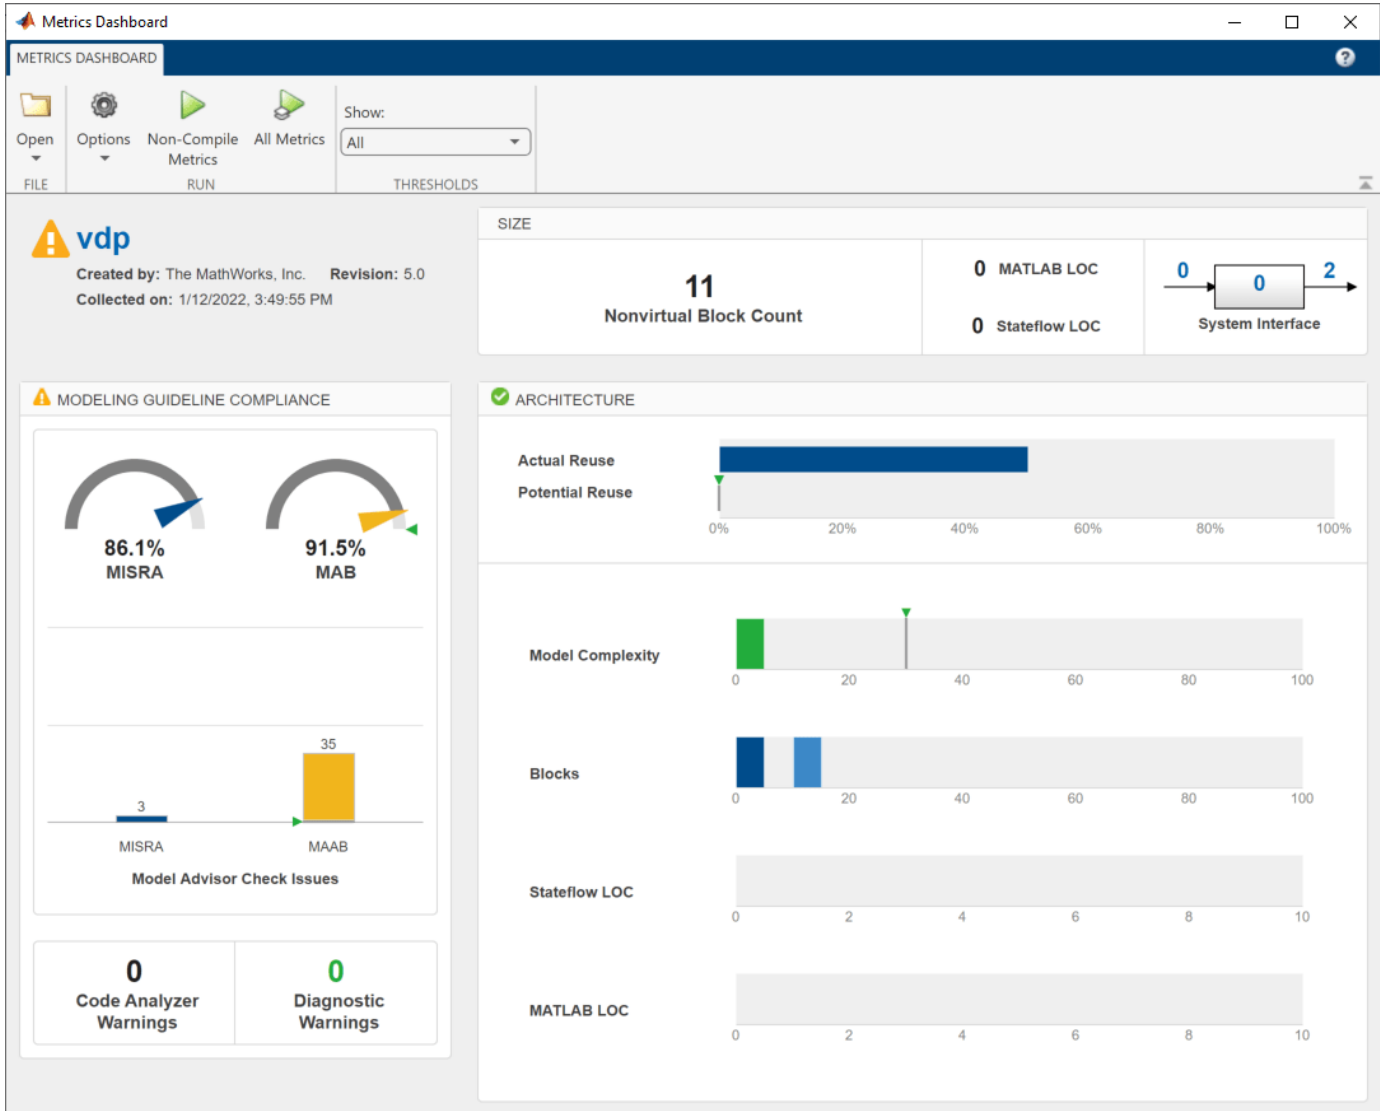 Metrics Dashboard
METRICS DASHBOARD
?
Open
Options
Non-Compile
Metrics
All Metrics
Show:
All
FILE
RUN
THRESHOLDS
vdp
Created by: The MathWorks, Inc. Revision: 5.0
Collected on: 1/12/2022, 3:49:55 PM
SIZE
11
Nonvirtual Block Count
0 MATLAB LOC
0 Stateflow LOC
0 0 2
System Interface
MODELING GUIDELINE COMPLIANCE
86.1%
MISRA
91.5%
MAB
35
3
MISRA MAAB
Model Advisor Check Issues
0
Code Analyzer
Warnings
0
Diagnostic
Warnings
ARCHITECTURE
Actual Reuse
Potential Reuse
0% 20% 40% 60% 80% 100%
Model Complexity
0 20 40 60 80 100
Blocks
0 20 40 60 80 100
Stateflow LOC
0 2 4 6 8 10
MATLAB LOC
0 2 4 6 8 10